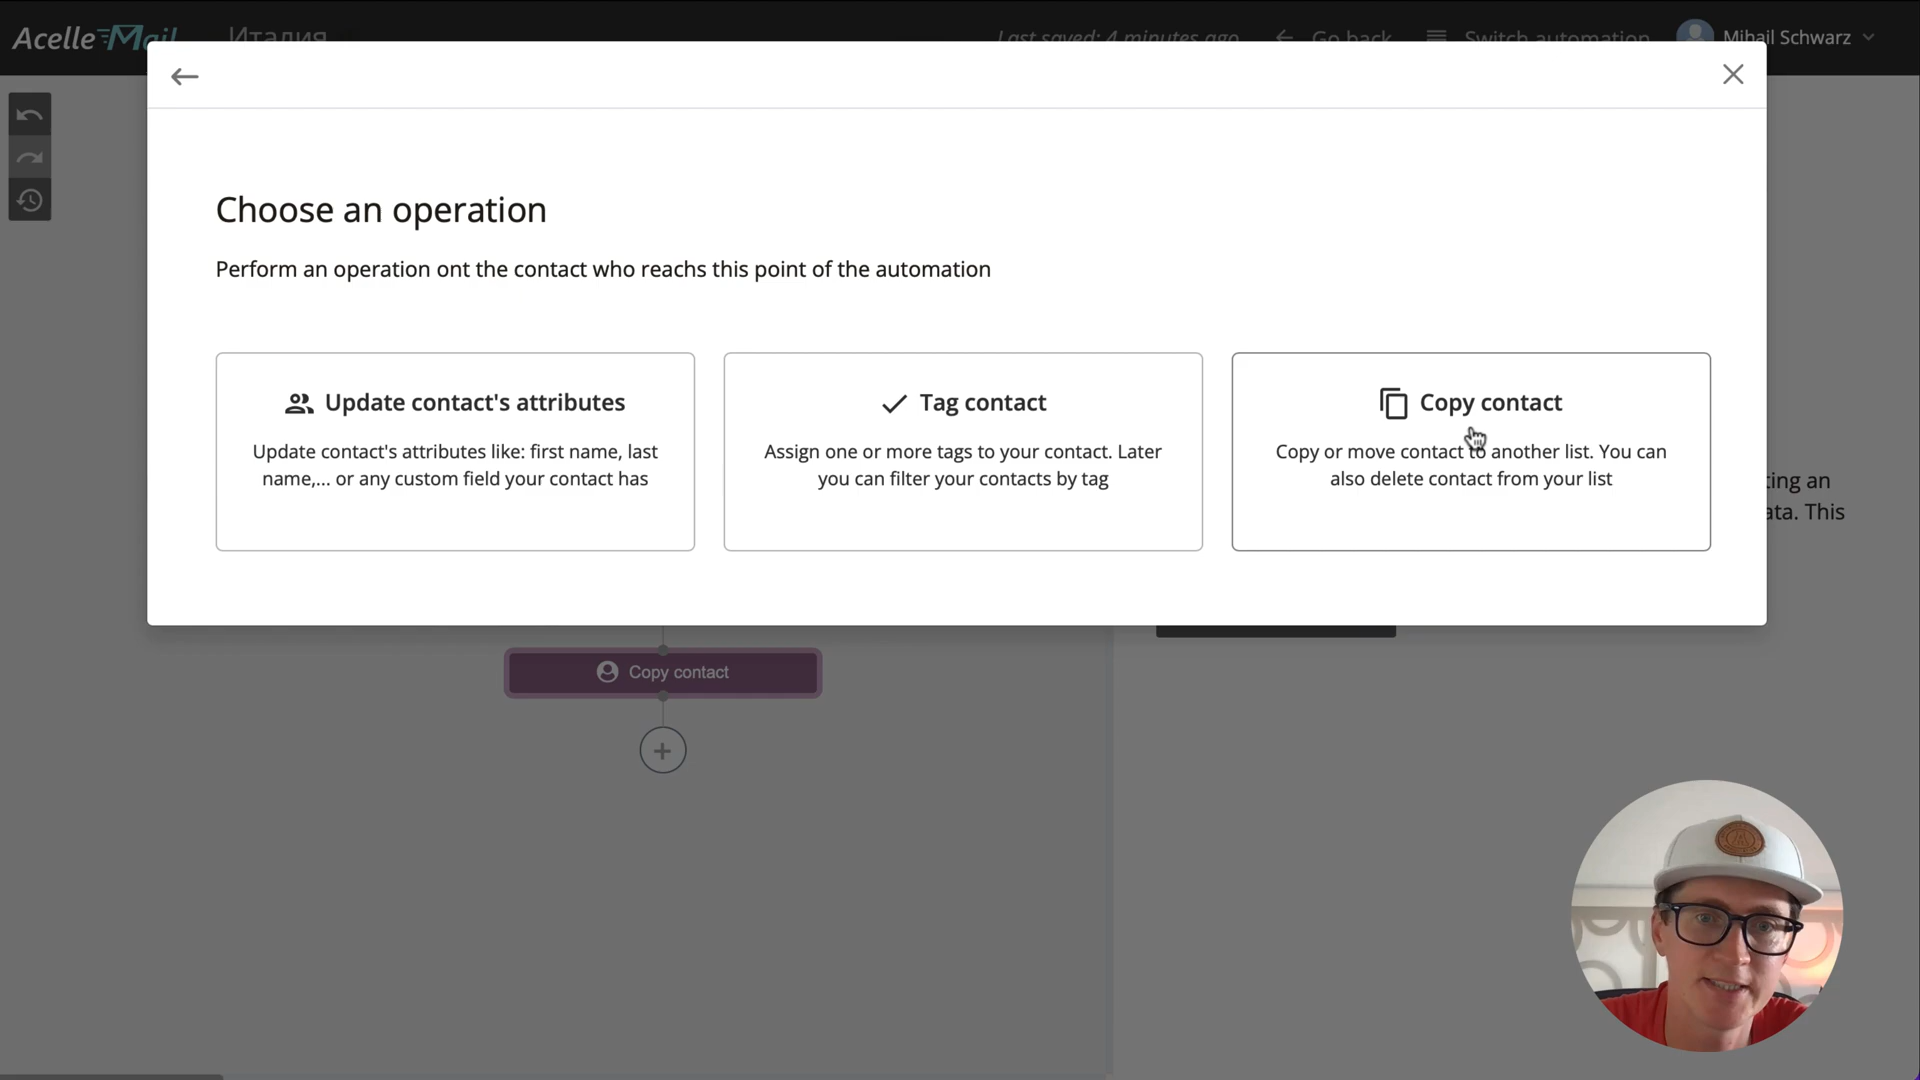 AcelleMail
Италия
Last saved: 4 minutes ago
Go back
Switch automation
Mihail Schwarz
Choose an operation
Perform an operation ont the contact who reachs this point of the automation
Update contact's attributes
Update contact's attributes like: first name, last
name,... or any custom field your contact has
Tag contact
Assign one or more tags to your contact. Later
you can filter your contacts by tag
Copy contact
Copy or move contact to another list. You can
also delete contact from your list
ting an
ata. This
Copy contact